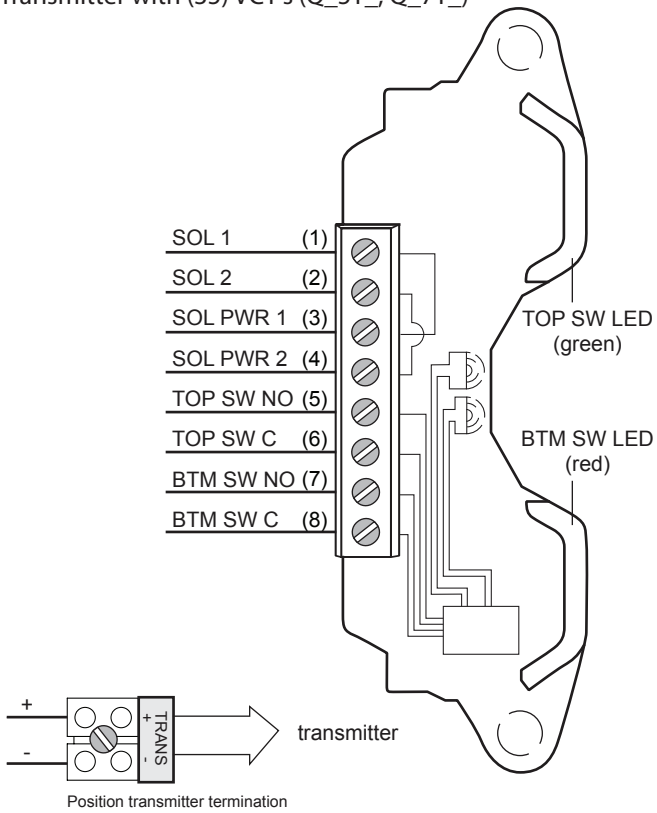 Transmitter with (35) VCT's (Q_51_, Q_71_)
SOL 1 (1)
SOL 2 (2)
SOL PWR 1 (3)
SOL PWR 2 (4)
TOP SW NO (5)
TOP SW C (6)
BTM SW NO (7)
BTM SW C (8)
TOP SW LED
(green)
BTM SW LED
(red)
+
-
TRANS
+
-
transmitter
Position transmitter termination